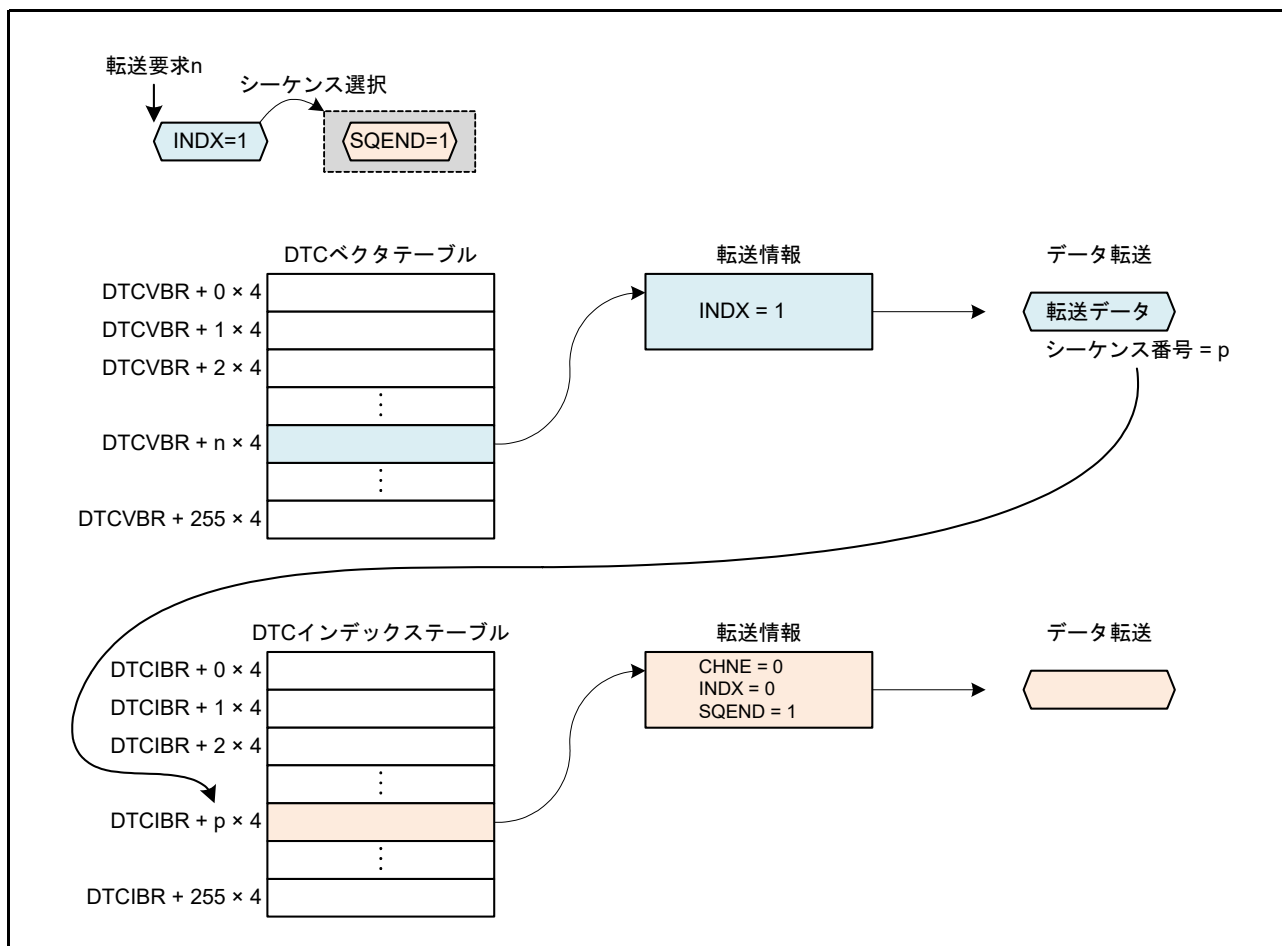 転送要求n
シーケンス選択
INDX=1
SQEND=1
DTCベクタテーブル
転送情報
データ転送
DTCVBR + 0 × 4
DTCVBR + 1 × 4
DTCVBR + 2 × 4
⋮
DTCVBR + n × 4
⋮
DTCVBR + 255 × 4
INDX = 1
転送データ
シーケンス番号 = p
DTCインデックステーブル
転送情報
データ転送
DTCIBR + 0 × 4
DTCIBR + 1 × 4
DTCIBR + 2 × 4
⋮
DTCIBR + p × 4
⋮
DTCIBR + 255 × 4
CHNE = 0
INDX = 0
SQEND = 1